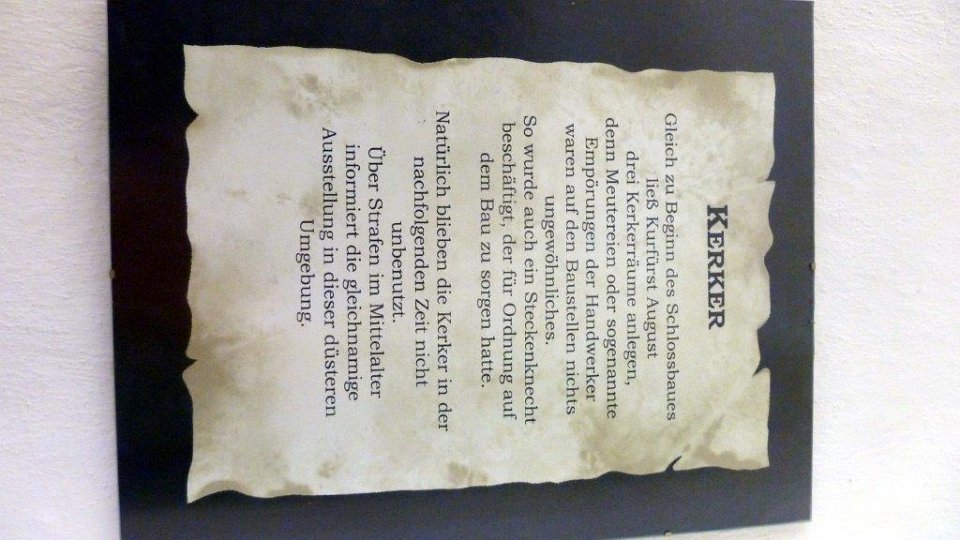 KERKER
Gleich zu Beginn des Schlossbaues
ließ Kurfürst August
drei Kerkerräume anlegen,
denn Meutereien oder sogenannte
Empörungen der Handwerker
waren auf den Baustellen nichts
ungewöhnliches.
So wurde auch ein Steckenknecht
beschäftigt, der für Ordnung auf
dem Bau zu sorgen hatte.
Natürlich blieben die Kerker in der
nachfolgenden Zeit nicht
unbenutzt.
Über Strafen im Mittelalter
informiert die gleichnamige
Ausstellung in dieser düsteren
Umgebung.